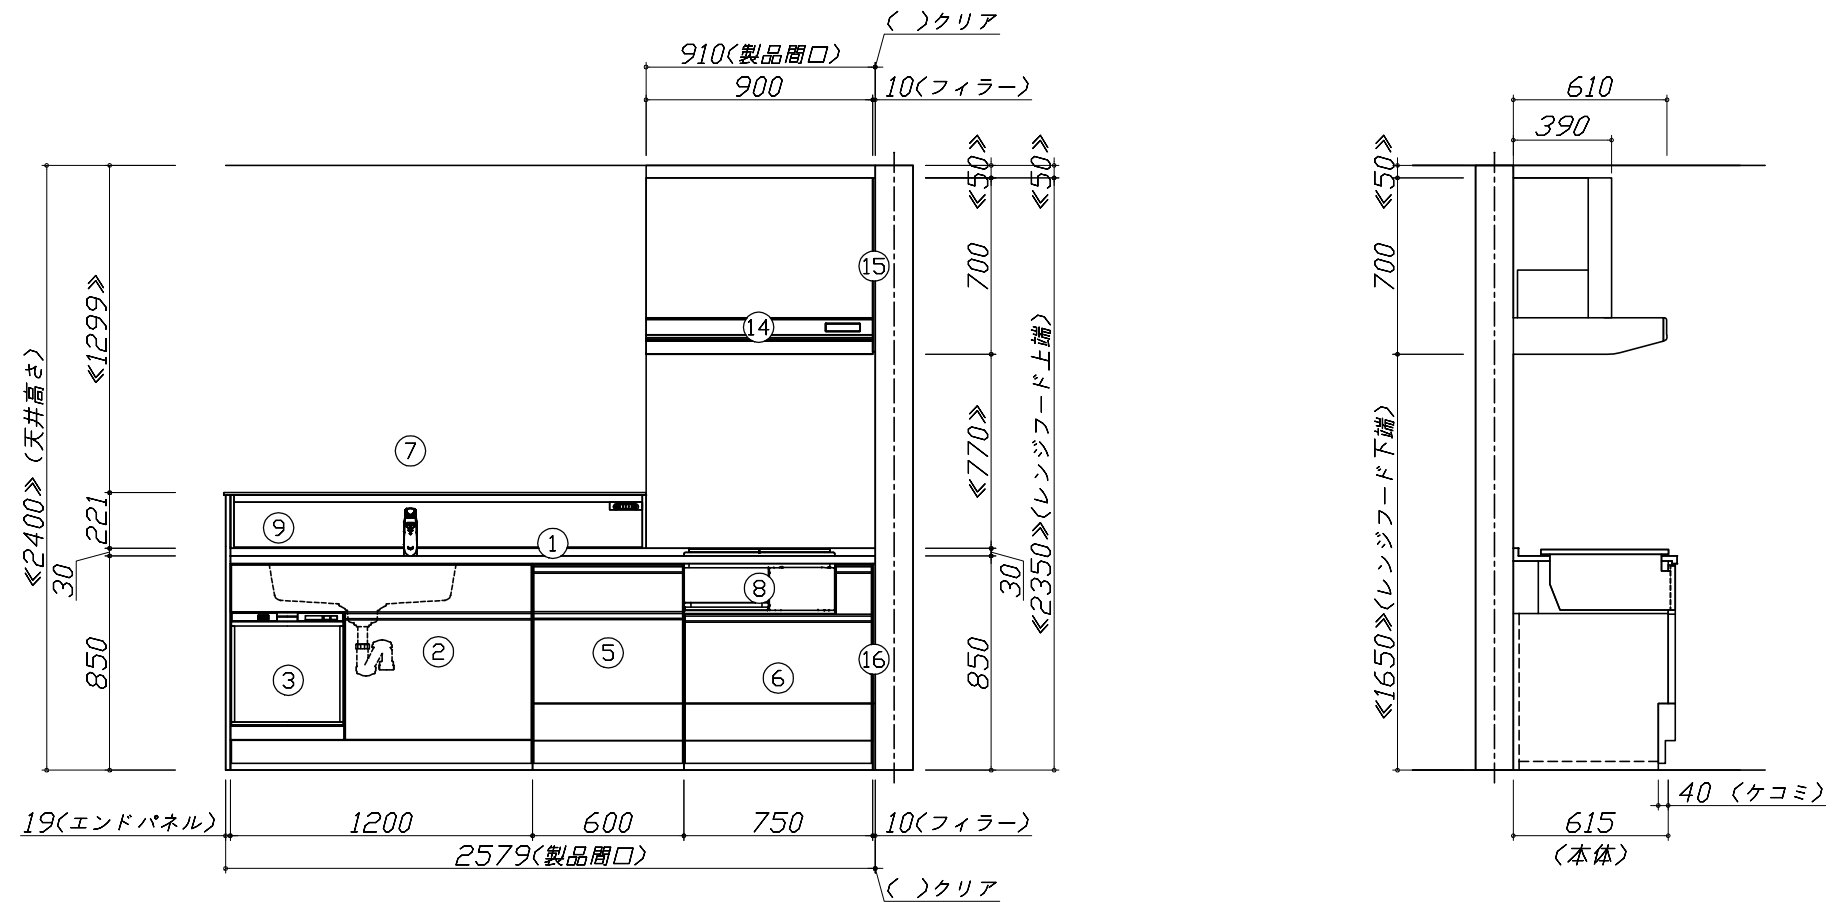 ( )クリア
910(製品間口)
900
10(フィラー)
610
390
≪50≫
≪50≫
≪50≫
≪2400≫(天井高さ)
≪1299≫
221
30
850
700
≪770≫
30
850
≪2350≫(レンジフード上端)
700
≪1650≫(レンジフード下端)
15
14
7
9
1
8
3
2
5
6
16
19(エンドパネル)
1200
600
750
10(フィラー)
2579(製品間口)
( )クリア
40 (ケコミ)
615
(本体)